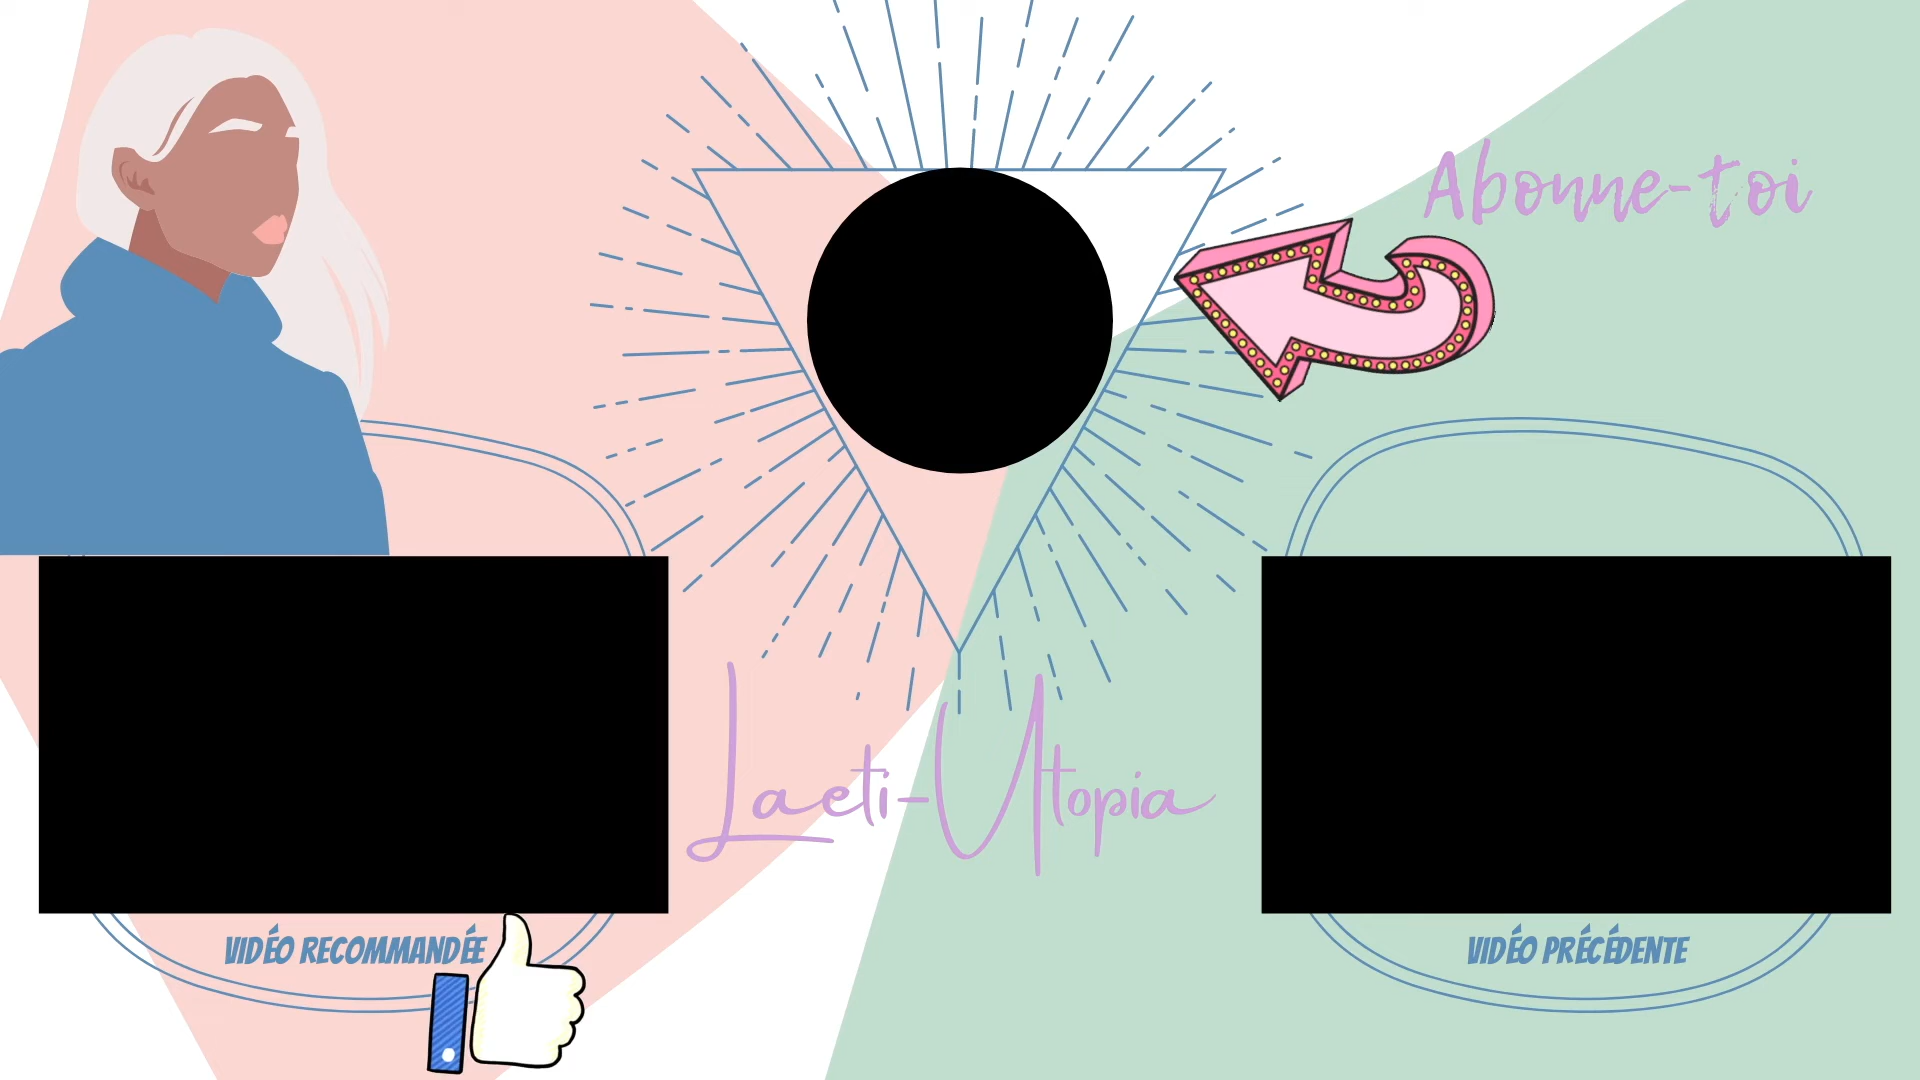 Abonne-toi
Laeti-Utopia
VIDÉO RECOMMANDÉE
VIDÉO PRÉCÉDENTE